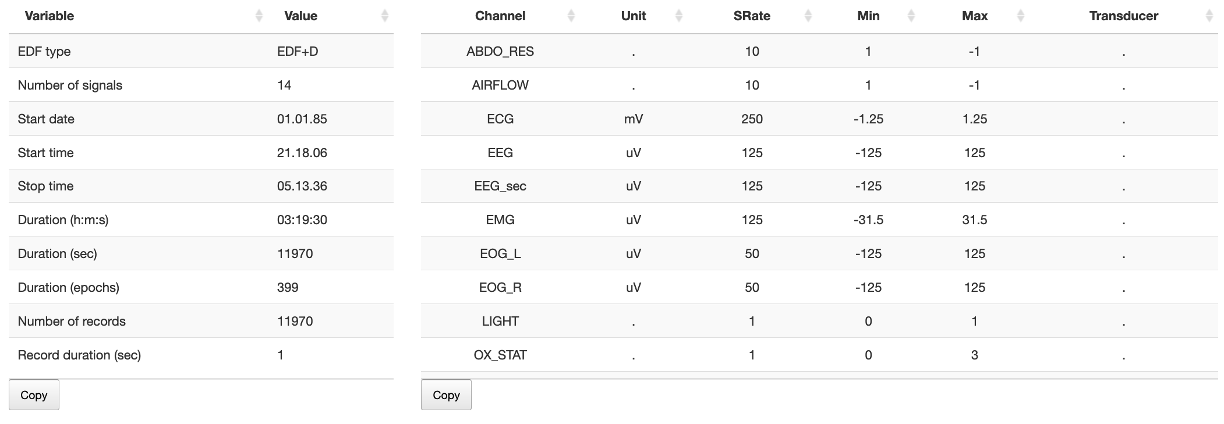 Variable Value
EDF type EDF+D
Number of signals 14
Start date 01.01.85
Start time 21.18.06
Stop time 05.13.36
Duration (h:m:s) 03:19:30
Duration (sec) 11970
Duration (epochs) 399
Number of records 11970
Record duration (sec) 1
Copy
Channel Unit SRate Min Max Transducer
ABDO_RES . 10 1 -1 .
AIRFLOW . 10 1 -1 .
ECG mV 250 -1.25 1.25 .
EEG uV 125 -125 125 .
EEG_sec uV 125 -125 125 .
EMG uV 125 -31.5 31.5 .
EOG_L uV 50 -125 125 .
EOG_R uV 50 -125 125 .
LIGHT . 1 0 1 .
OX_STAT . 1 0 3 .
Copy